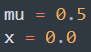 mu = 0.5
x = 0.0